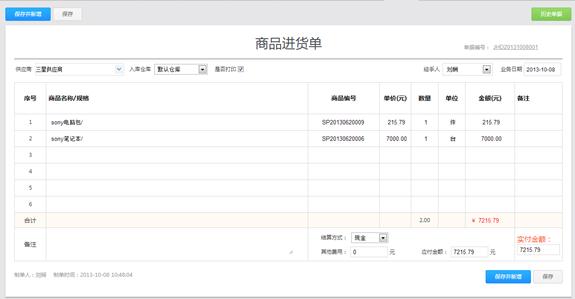 保存并新增 保存 历史单据
商品进货单
单据编号： JHD20131008001
供应商 三星供应商 入库仓库 默认仓库 是否打印 经手人 刘娴 业务日期 2013-10-08
序号 商品名称/规格 商品编号 单价(元) 数量 单位 金额(元) 备注
1 sony电脑包/ SP20130620009 215.79 1 件 215.79
2 sony笔记本/ SP20130620006 7000.00 1 台 7000.00
3
4
5
6
合计 2.00 ¥ 7215.79
备注 结算方式： 现金 实付金额：
其他费用： 0 元 应付金额： 7215.79 元 7215.79
制单人：刘娴 制单时间：2013-10-08 10:48:04 保存并新增 保存